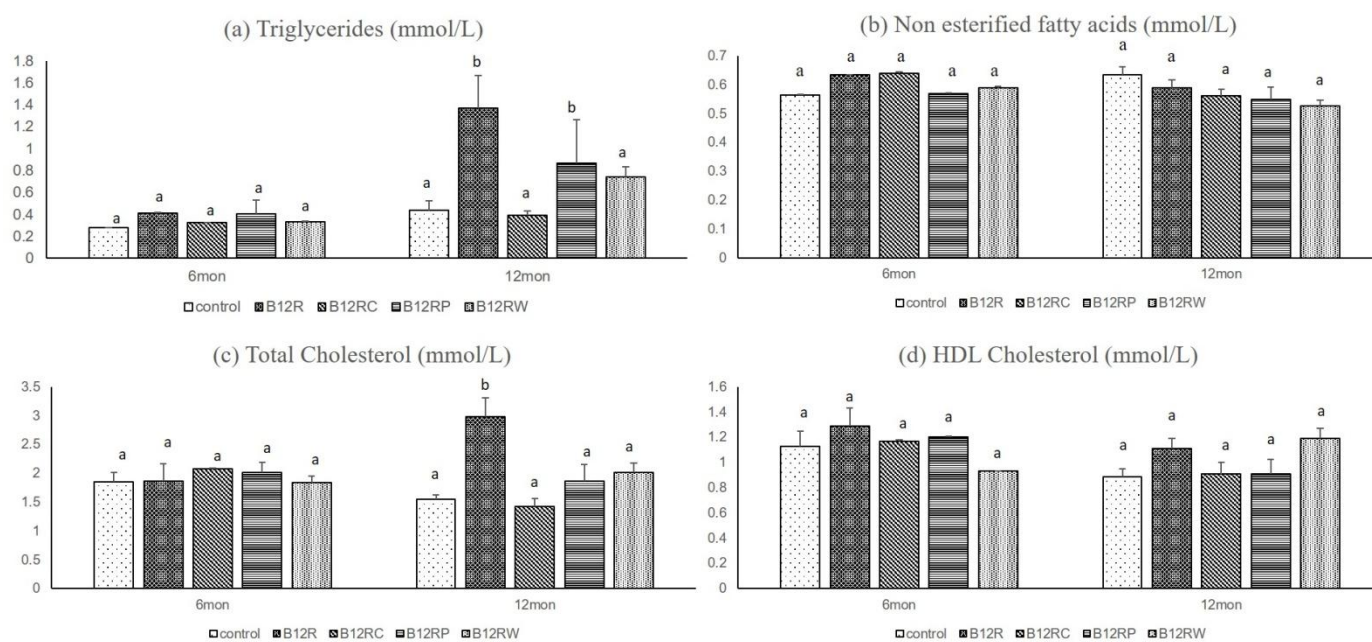 (a) Triglycerides (mmol/L)
1.8
1.6
1.4
1.2
1
0.8
0.6
0.4
0.2
0
a
a
a
a
a
a
b
a
b
a
6mon
12mon
control B12R B12RC B12RP B12RW
(b) Non esterified fatty acids (mmol/L)
0.7
0.6
0.5
0.4
0.3
0.2
0.1
0
a
a
a
a
a
a
a
a
a
a
6mon
12mon
control B12R B12RC B12RP B12RW
(c) Total Cholesterol (mmol/L)
3.5
3
2.5
2
1.5
1
0.5
0
a
a
a
a
a
a
b
a
a
a
6mon
12mon
control B12R B12RC B12RP B12RW
(d) HDL Cholesterol (mmol/L)
1.6
1.4
1.2
1
0.8
0.6
0.4
0.2
0
a
a
a
a
a
a
a
a
a
a
6mon
12mon
control B12R B12RC B12RP B12RW